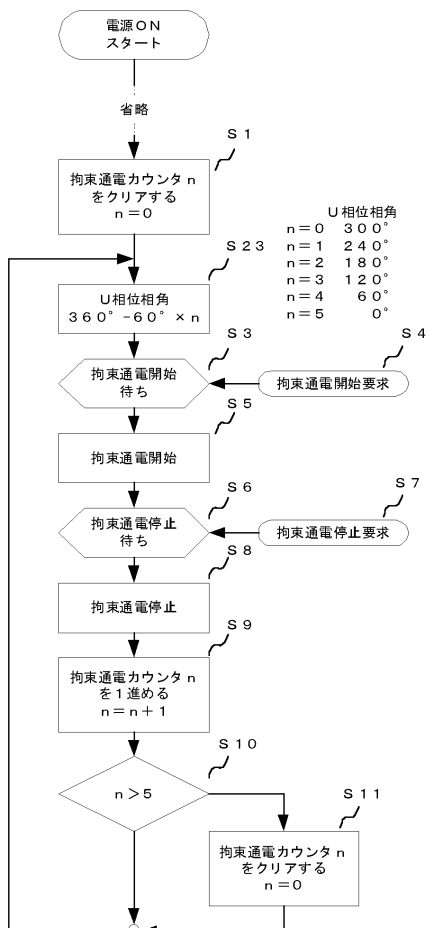 電源ON
スタート
省略
S1
拘束通電カウンタn
をクリアする
n=0
U相位相角
n=0 300°
n=1 240°
n=2 180°
n=3 120°
n=4 60°
n=5 0°
S23
U相位相角
360°-60°×n
S3
拘束通電開始
待ち
S4
拘束通電開始要求
S5
拘束通電開始
S6
拘束通電停止
待ち
S7
拘束通電停止要求
S8
拘束通電停止
S9
拘束通電カウンタn
を1進める
n=n+1
S10
n>5
S11
拘束通電カウンタn
をクリアする
n=0